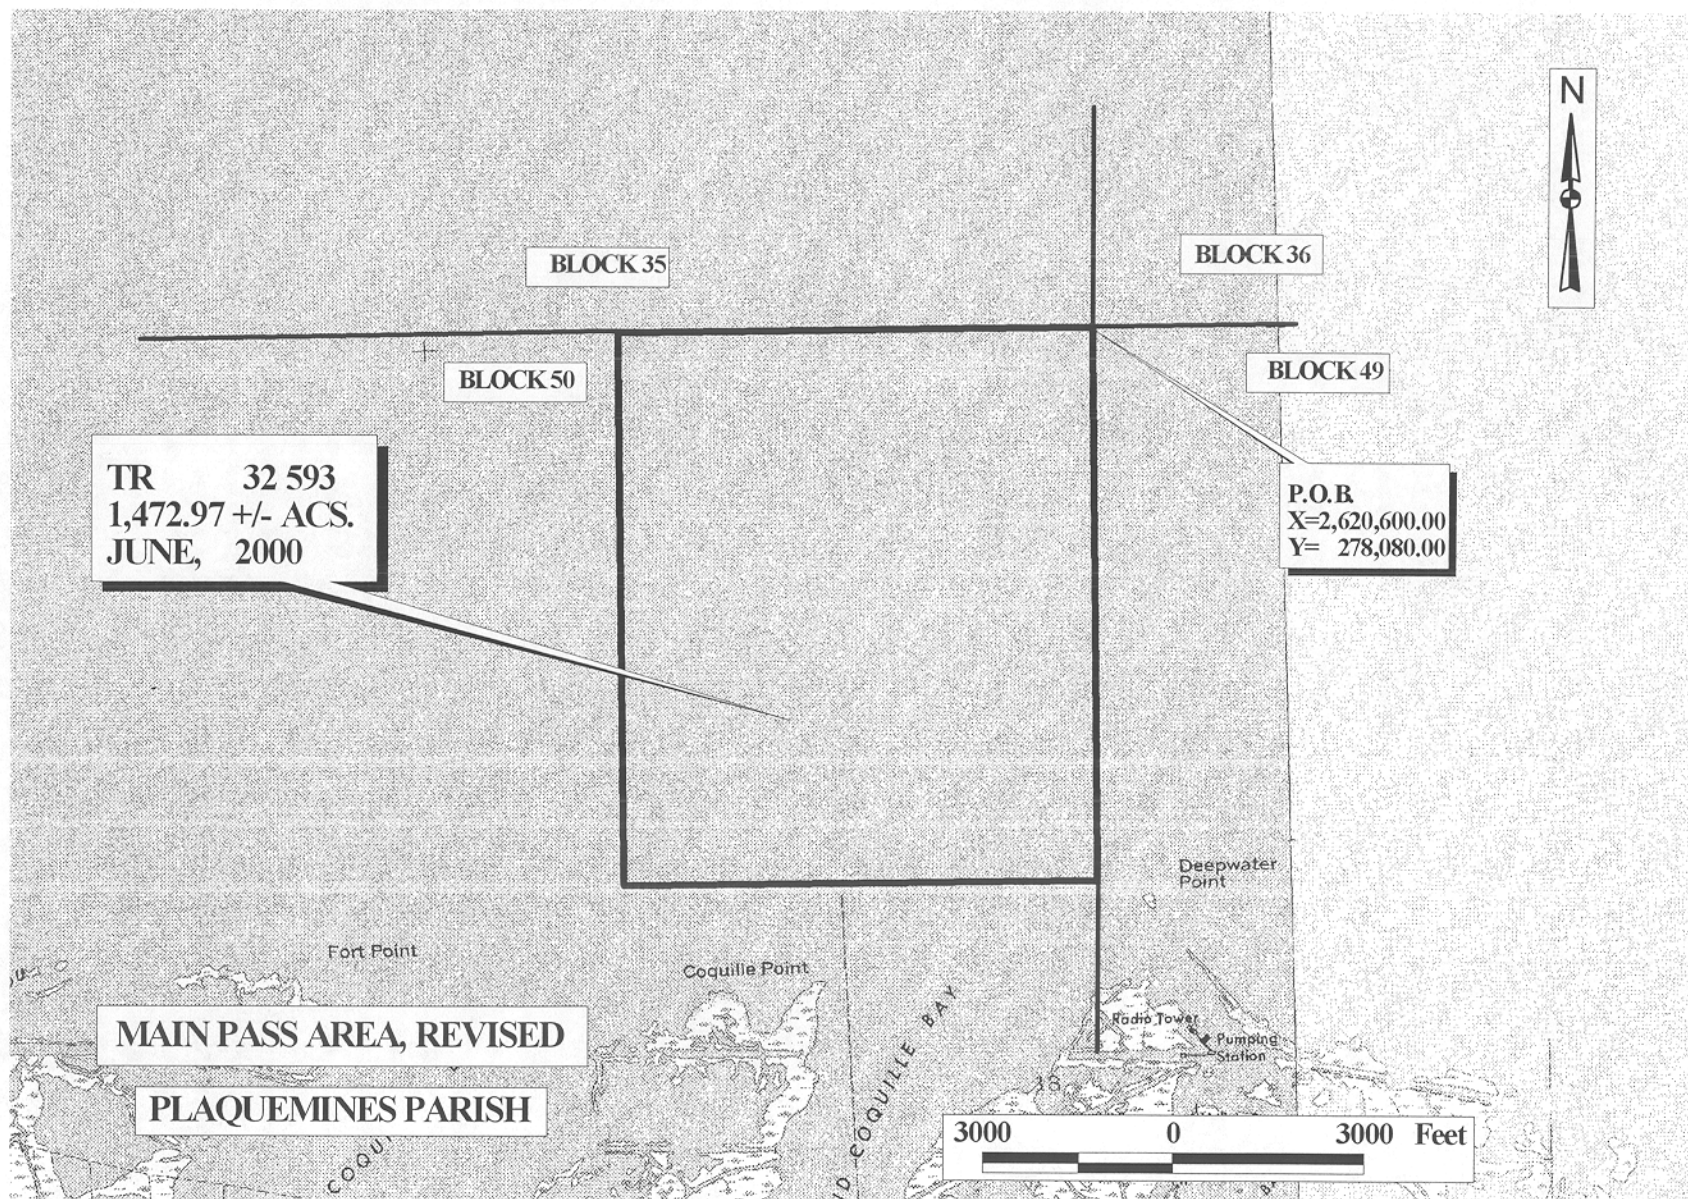 N
BLOCK 35
BLOCK 36
BLOCK 50
BLOCK 49
TR 32 593
1,472.97 +/- ACS.
JUNE, 2000
P.O.B.
X=2,620,600.00
Y= 278,080.00
Deepwater
Point
Fort Point
Coquille Point
MAIN PASS AREA, REVISED
PLAQUEMINES PARISH
Radio Tower
Pumping
Station
18
COQUILLE BAY
COQUI
3000 0 3000 Feet